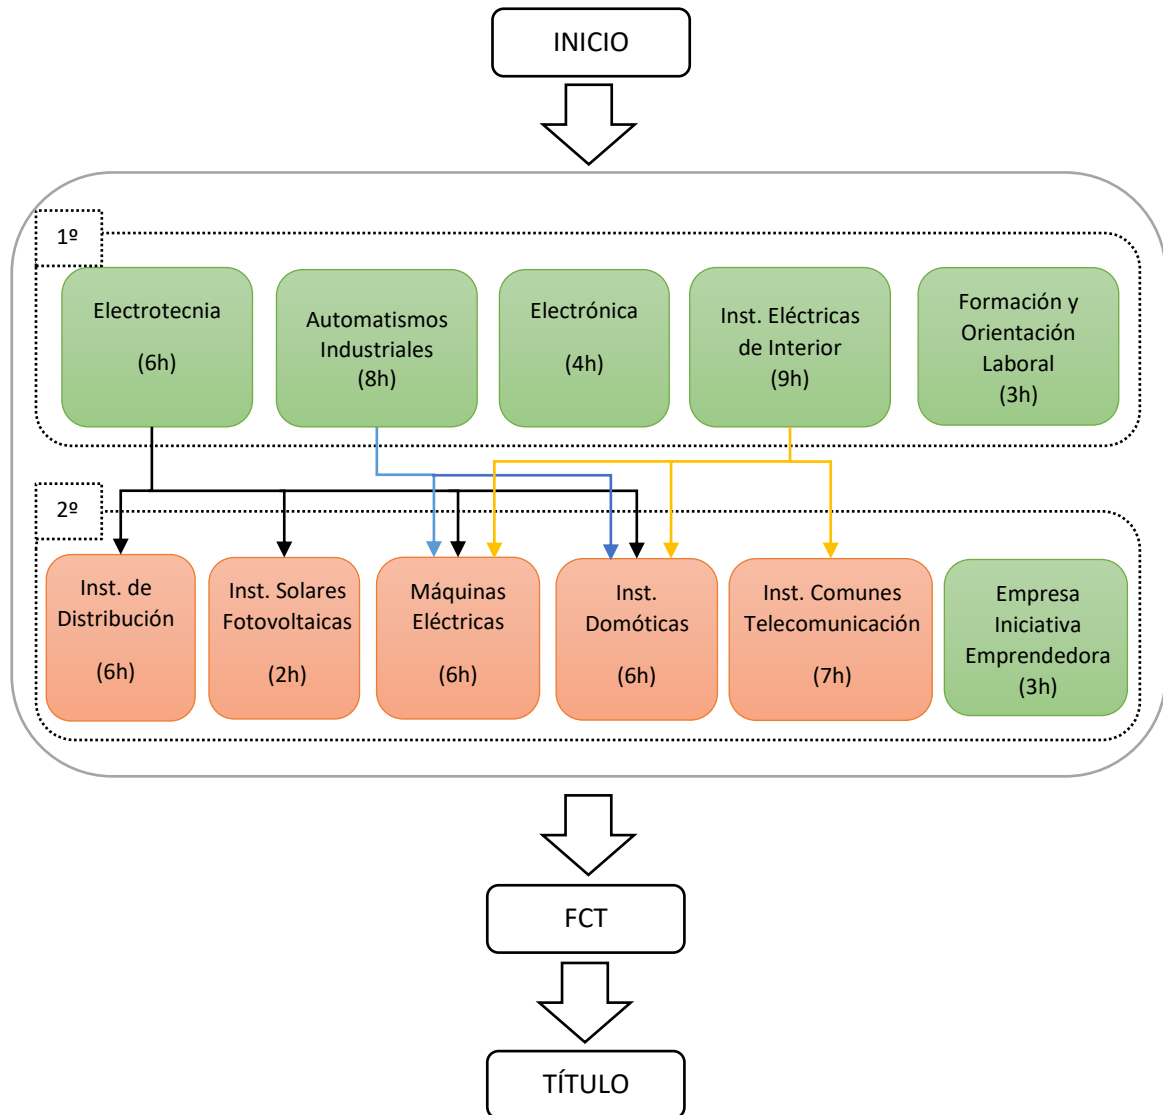 INICIO
1º
Electrotecnia
(6h)
Automatismos
Industriales
(8h)
Electrónica
(4h)
Inst. Eléctricas
de Interior
(9h)
Formación y
Orientación
Laboral
(3h)
2º
Inst. de
Distribución
(6h)
Inst. Solares
Fotovoltaicas
(2h)
Máquinas
Eléctricas
(6h)
Inst.
Domóticas
(6h)
Inst. Comunes
Telecomunicación
(7h)
Empresa
Iniciativa
Emprendedora
(3h)
FCT
TÍTULO